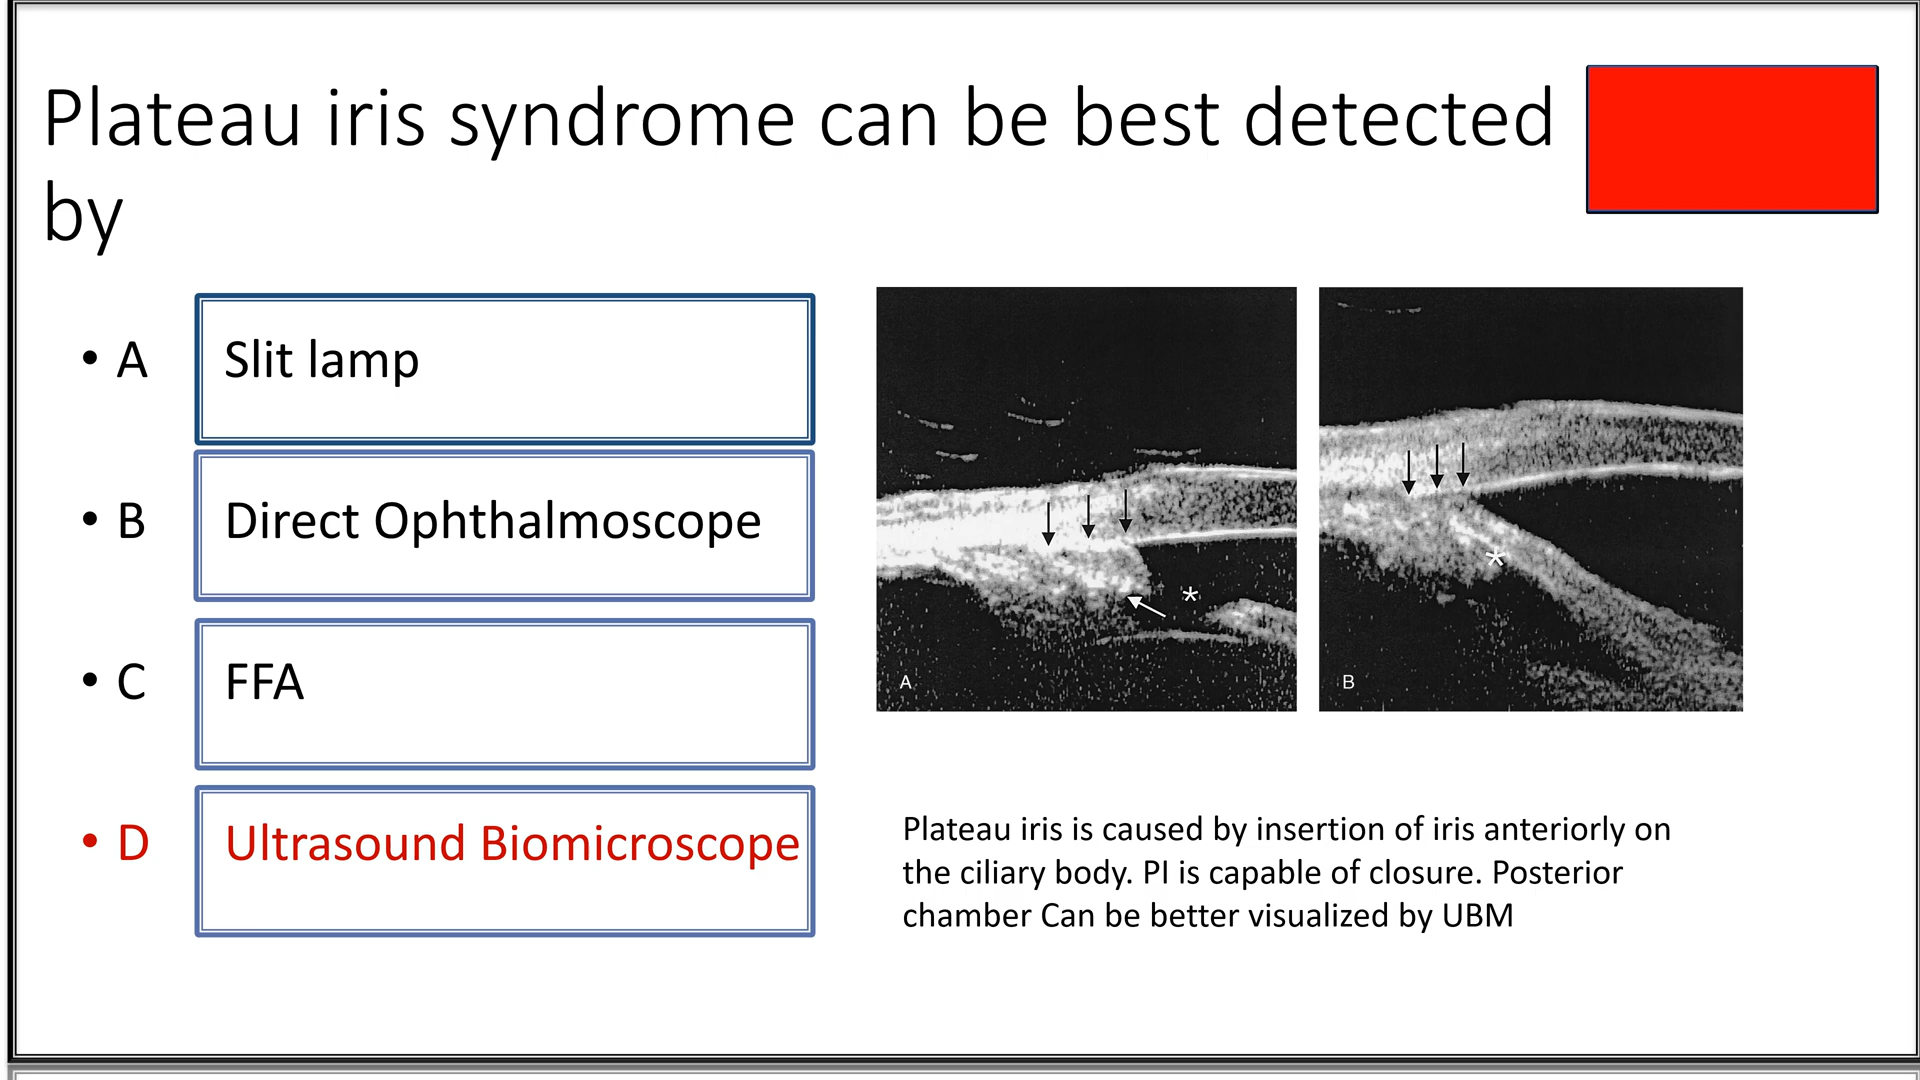 Plateau iris syndrome can be best detected
by
• A Slit lamp
• B Direct Ophthalmoscope
• C FFA
• D Ultrasound Biomicroscope
* A
* B
Plateau iris is caused by insertion of iris anteriorly on
the ciliary body. PI is capable of closure. Posterior
chamber Can be better visualized by UBM